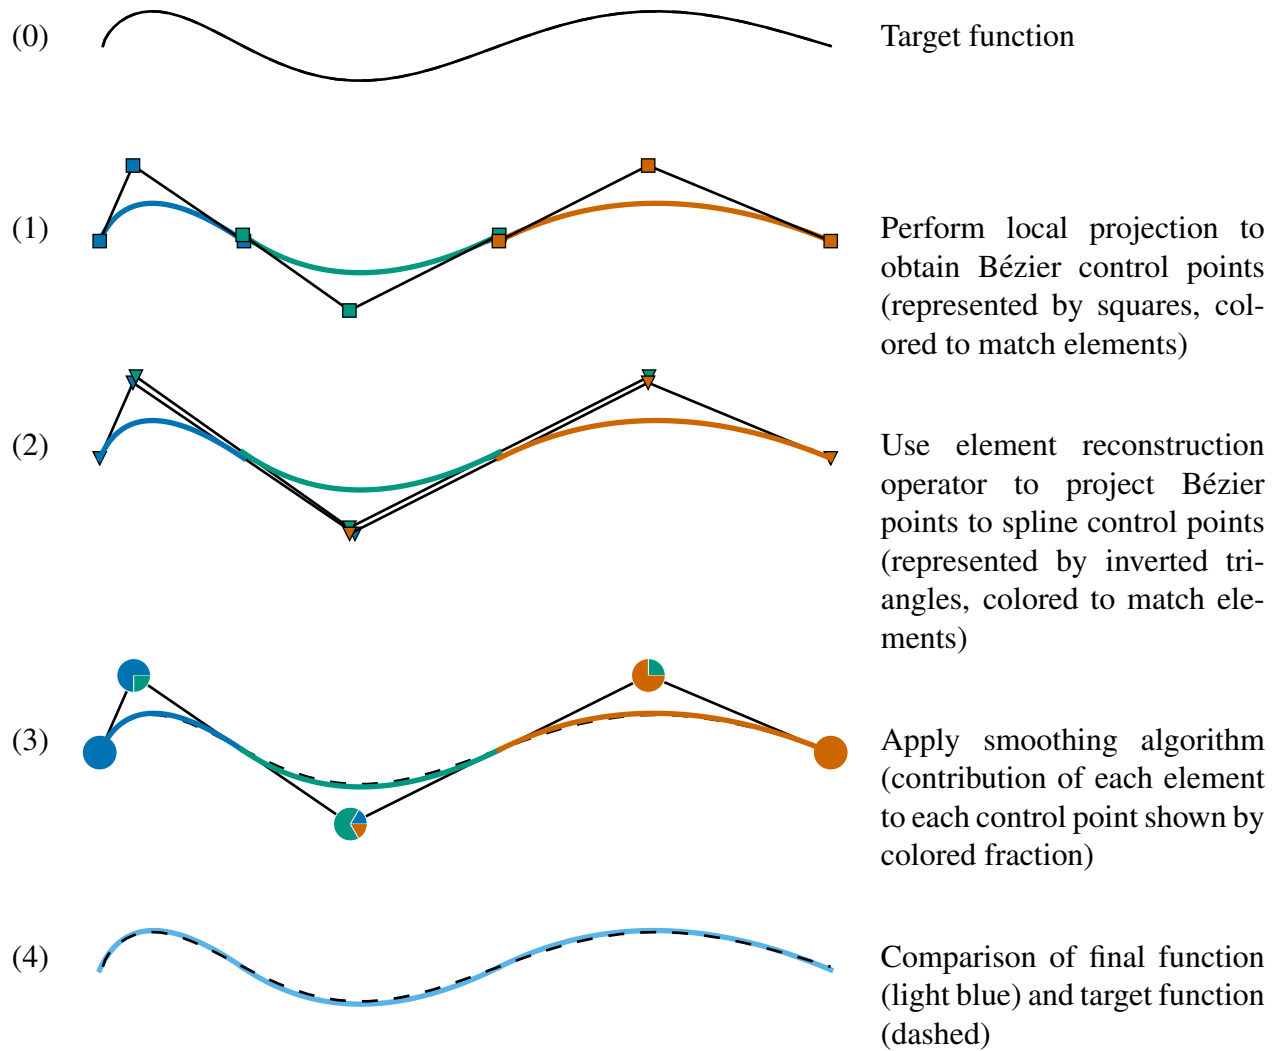 (0)
Target function
(1)
Perform local projection to
obtain Bézier control points
(represented by squares, col-
ored to match elements)
(2)
Use element reconstruction
operator to project Bézier
points to spline control points
(represented by inverted tri-
angles, colored to match ele-
ments)
(3)
Apply smoothing algorithm
(contribution of each element
to each control point shown by
colored fraction)
(4)
Comparison of final function
(light blue) and target function
(dashed)